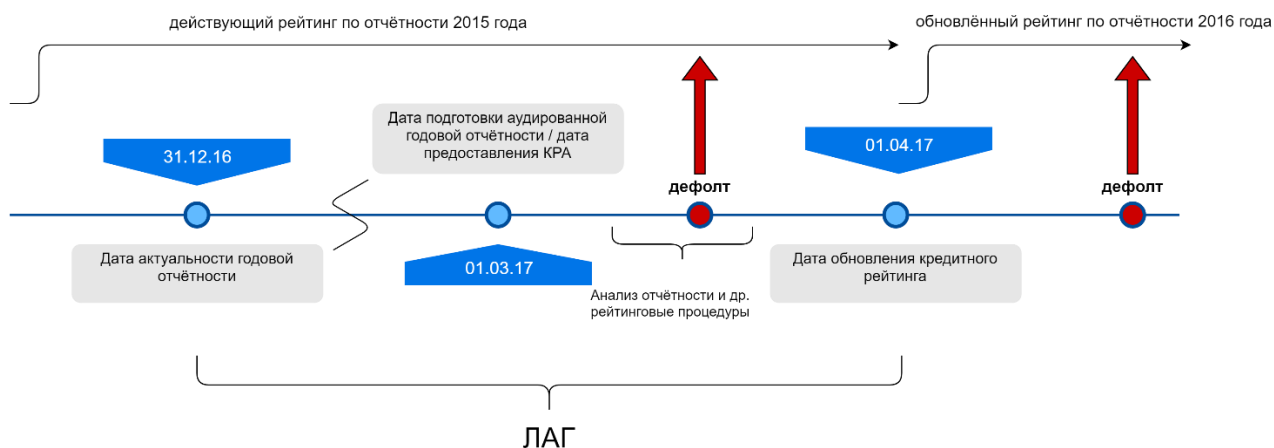 действующий рейтинг по отчётности 2015 года
обновлённый рейтинг по отчётности 2016 года
Дата подготовки аудированной
годовой отчётности / дата
предоставления КРА
31.12.16
01.04.17
дефолт
дефолт
Дата актуальности годовой
отчётности
01.03.17
Дата обновления кредитного
рейтинга
Анализ отчётности и др.
рейтинговые процедуры
ЛАГ